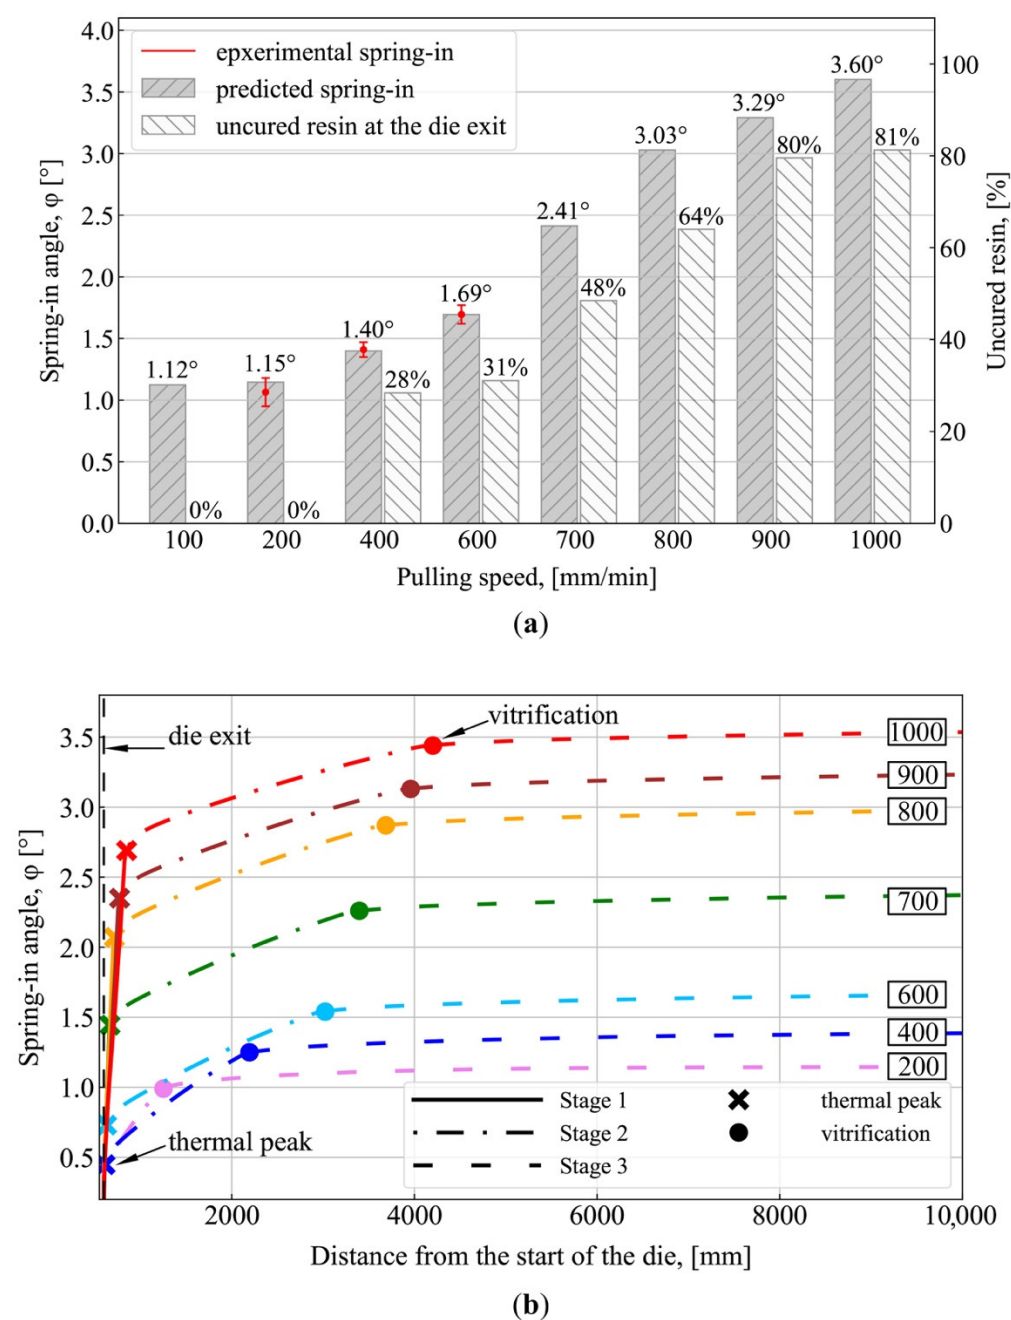 4.0
3.5
3.0
2.5
2.0
1.5
1.0
0.5
0.0
Spring-in angle, φ [°]
epxerimental spring-in
predicted spring-in
uncured resin at the die exit
1.12°
0%
1.15°
0%
1.40°
28%
1.69°
31%
2.41°
48%
3.03°
64%
3.29°
80%
3.60°
81%
100
80
60
40
20
0
Uncured resin, [%]
100 200 400 600 700 800 900 1000
Pulling speed, [mm/min]
(a)
3.5
3.0
2.5
2.0
1.5
1.0
0.5
Spring-in angle, φ [°]
die exit
vitrification
thermal peak
1000
900
800
700
600
400
200
Stage 1
Stage 2
Stage 3
thermal peak
vitrification
2000 4000 6000 8000 10,000
Distance from the start of the die, [mm]
(b)